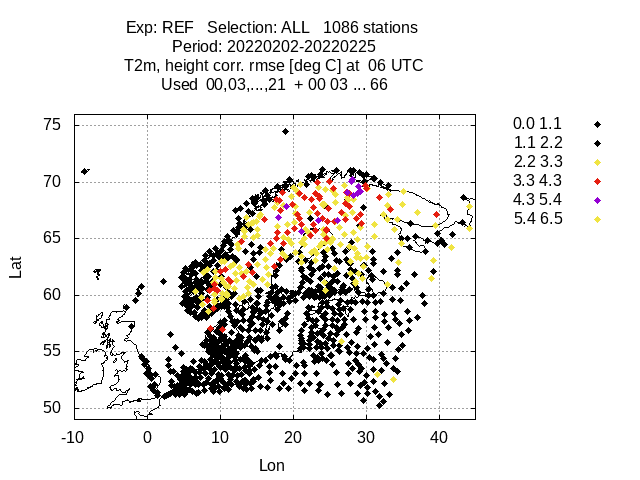 Exp: REF   Selection: ALL   1086 stations
Period: 20220202-20220225
T2m, height corr. rmse [deg C] at  06 UTC
Used  00,03,...,21  + 00 03 ... 66
75
70
65
60
55
50
Lat
-10 0 10 20 30 40
Lon
0.0 1.1
1.1 2.2
2.2 3.3
3.3 4.3
4.3 5.4
5.4 6.5